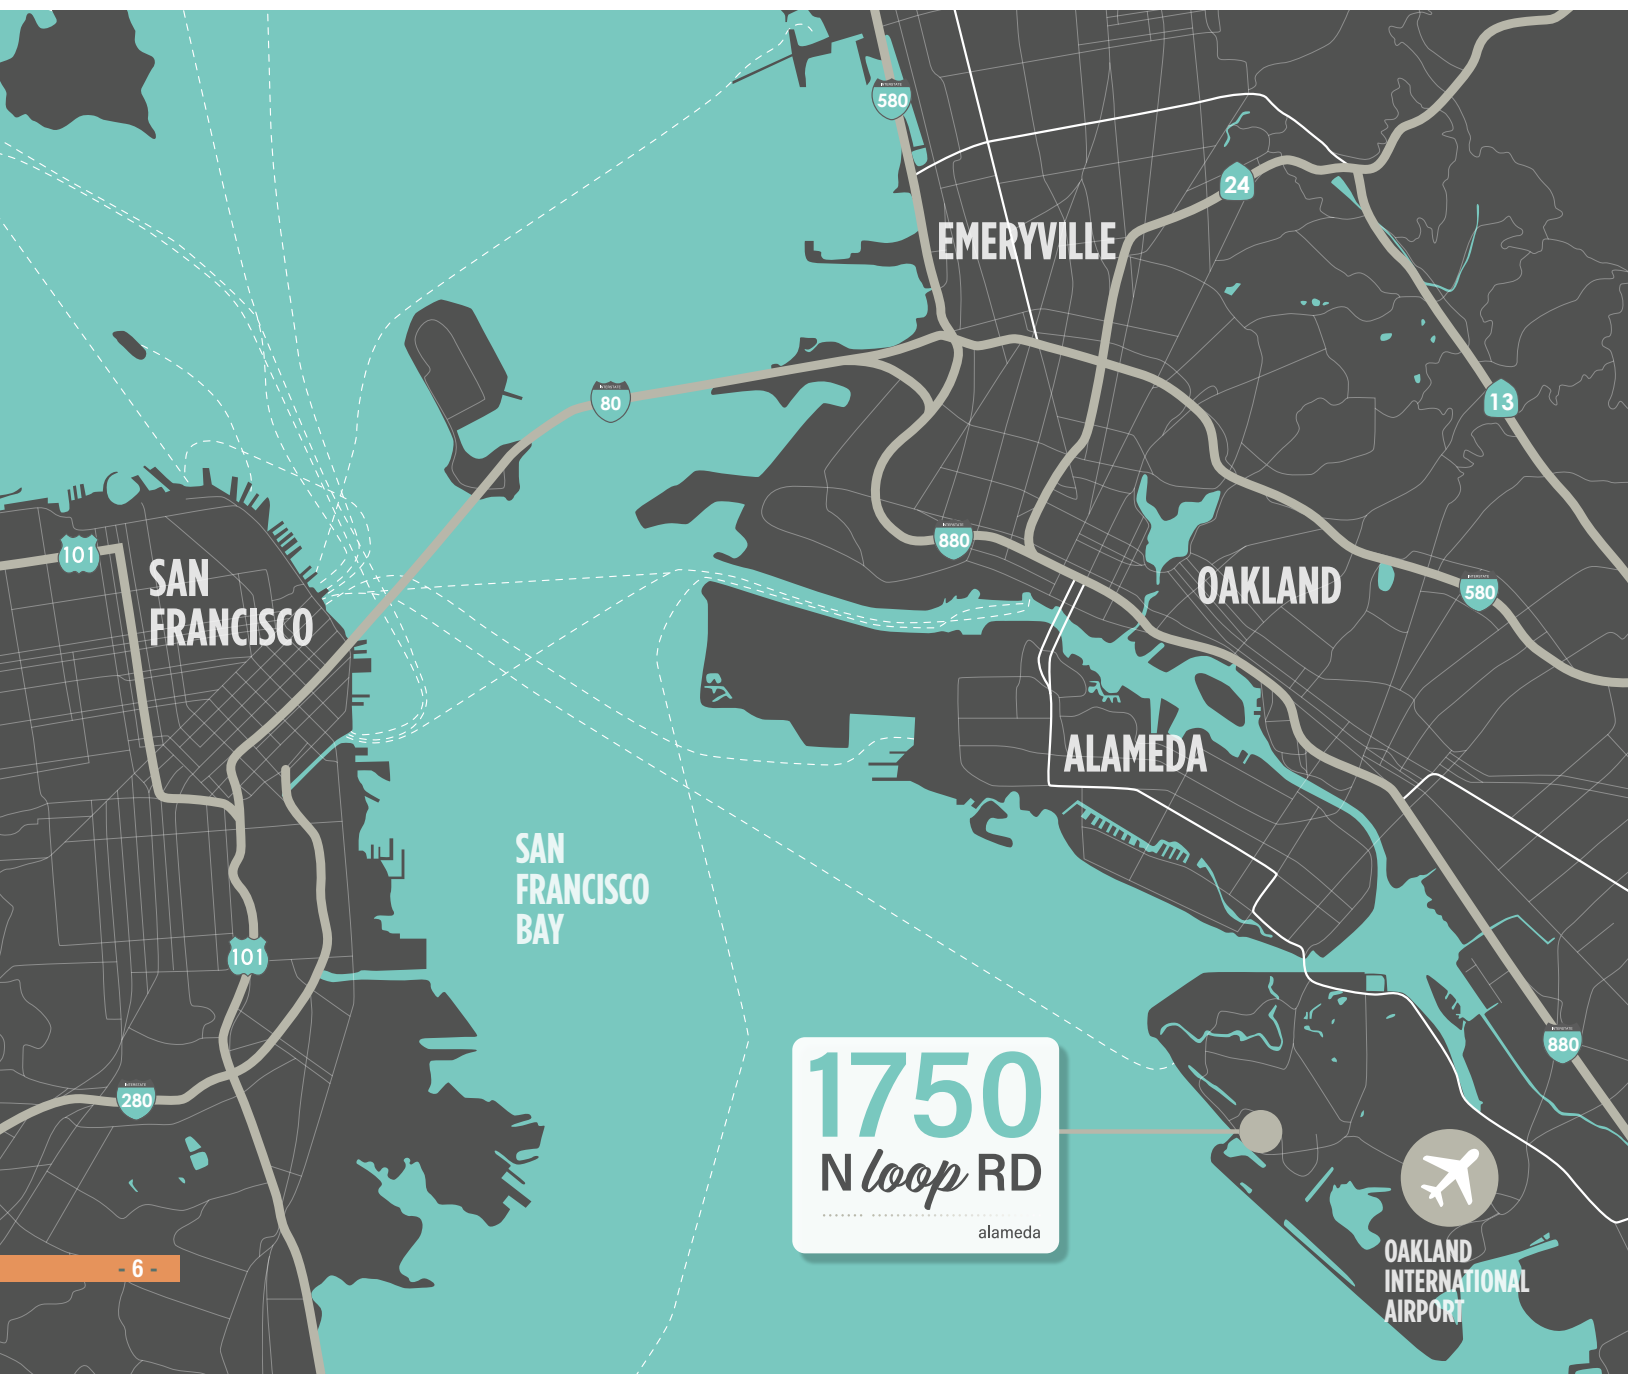 580
24
EMERYVILLE
80
13
101
SAN
FRANCISCO
880
OAKLAND
580
ALAMEDA
SAN
FRANCISCO
BAY
101
1750
N loop RD
alameda
880
280
OAKLAND
INTERNATIONAL
AIRPORT
- 6 -